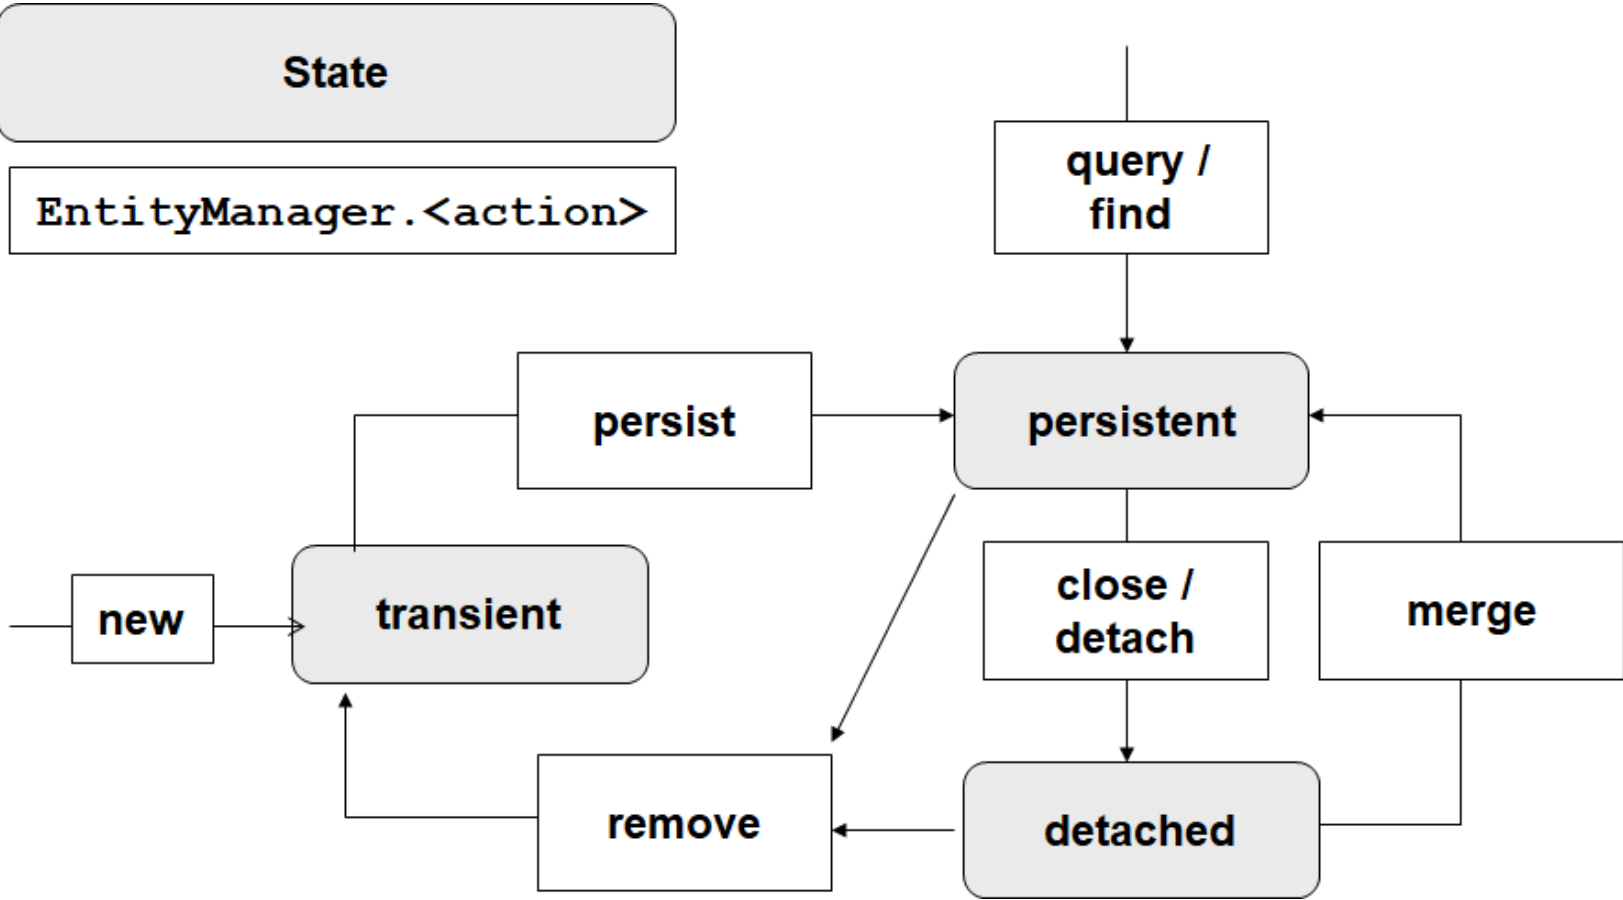 State
EntityManager.<action>
query /
find
persist
persistent
new
transient
close /
detach
merge
remove
detached